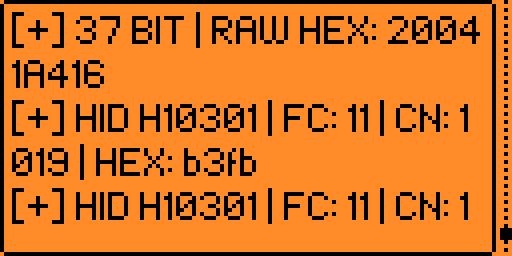 [+] 37 BIT | RAW HEX: 2004
1A416
[+] HID H10301 | FC: 11 | CN: 1
019 | HEX: b3fb
[+] HID H10301 | FC: 11 | CN: 1